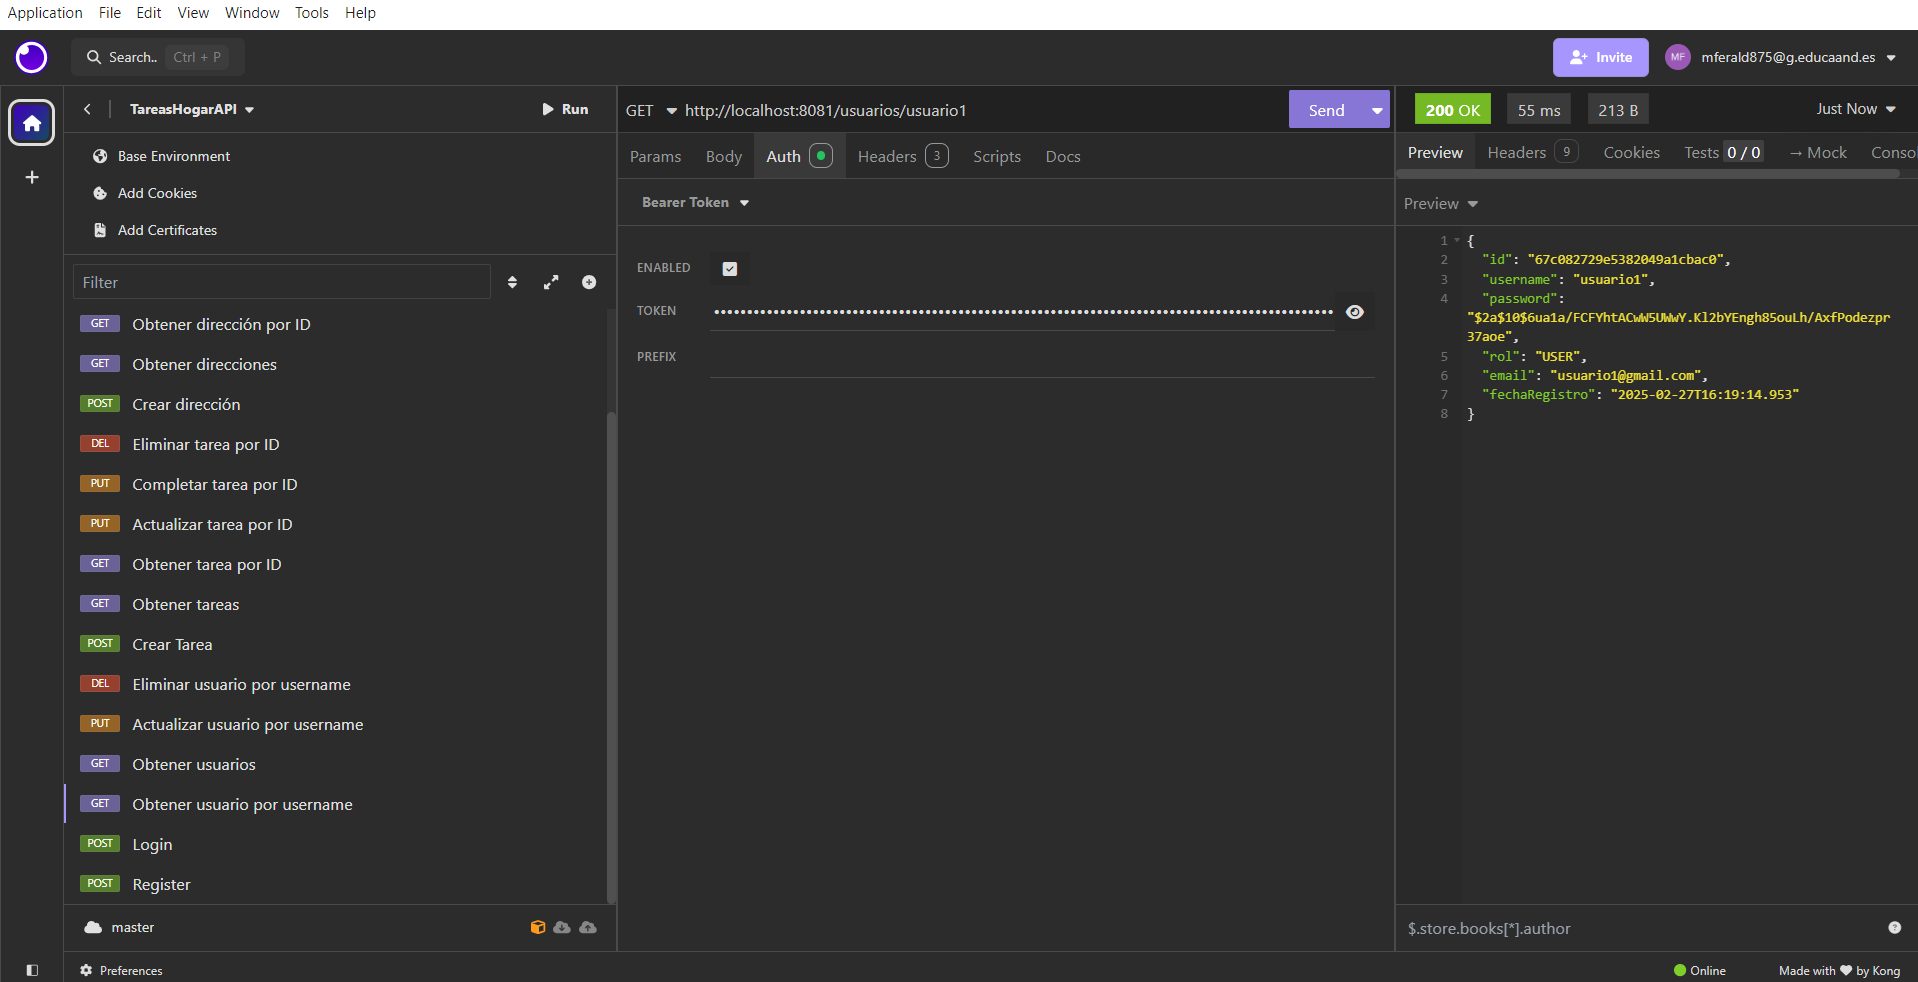 Application File Edit View Window Tools Help
Search.. Ctrl + P
Invite
MF mferald875@g.educaand.es
TareasHogarAPI
Run
Base Environment
Add Cookies
Add Certificates
Filter
GET Obtener dirección por ID
GET Obtener direcciones
POST Crear dirección
DEL Eliminar tarea por ID
PUT Completar tarea por ID
PUT Actualizar tarea por ID
GET Obtener tarea por ID
GET Obtener tareas
POST Crear Tarea
DEL Eliminar usuario por username
PUT Actualizar usuario por username
GET Obtener usuarios
GET Obtener usuario por username
POST Login
POST Register
master
Preferences
GET http://localhost:8081/usuarios/usuario1
Send
Params Body Auth Headers 3 Scripts Docs
Bearer Token
ENABLED
TOKEN ••••••••••••••••••••••••••••••••••••••••••••••••••••••••••••••••••••••••••••••••••••••••••••
PREFIX
200 OK 55 ms 213 B
Just Now
Preview Headers 9 Cookies Tests 0 / 0 → Mock Conso
Preview
1 {
2 "id": "67c082729e5382049a1cbac0",
3 "username": "usuario1",
4 "password":
"$2a$10$6ua1a/FCFYhtACwW5UWwY.Kl2bYEngh85ouLh/AxfPodezpr
37aoe",
5 "rol": "USER",
6 "email": "usuario1@gmail.com",
7 "fechaRegistro": "2025-02-27T16:19:14.953"
8 }
$.store.books[*].author
Online
Made with ♥ by Kong